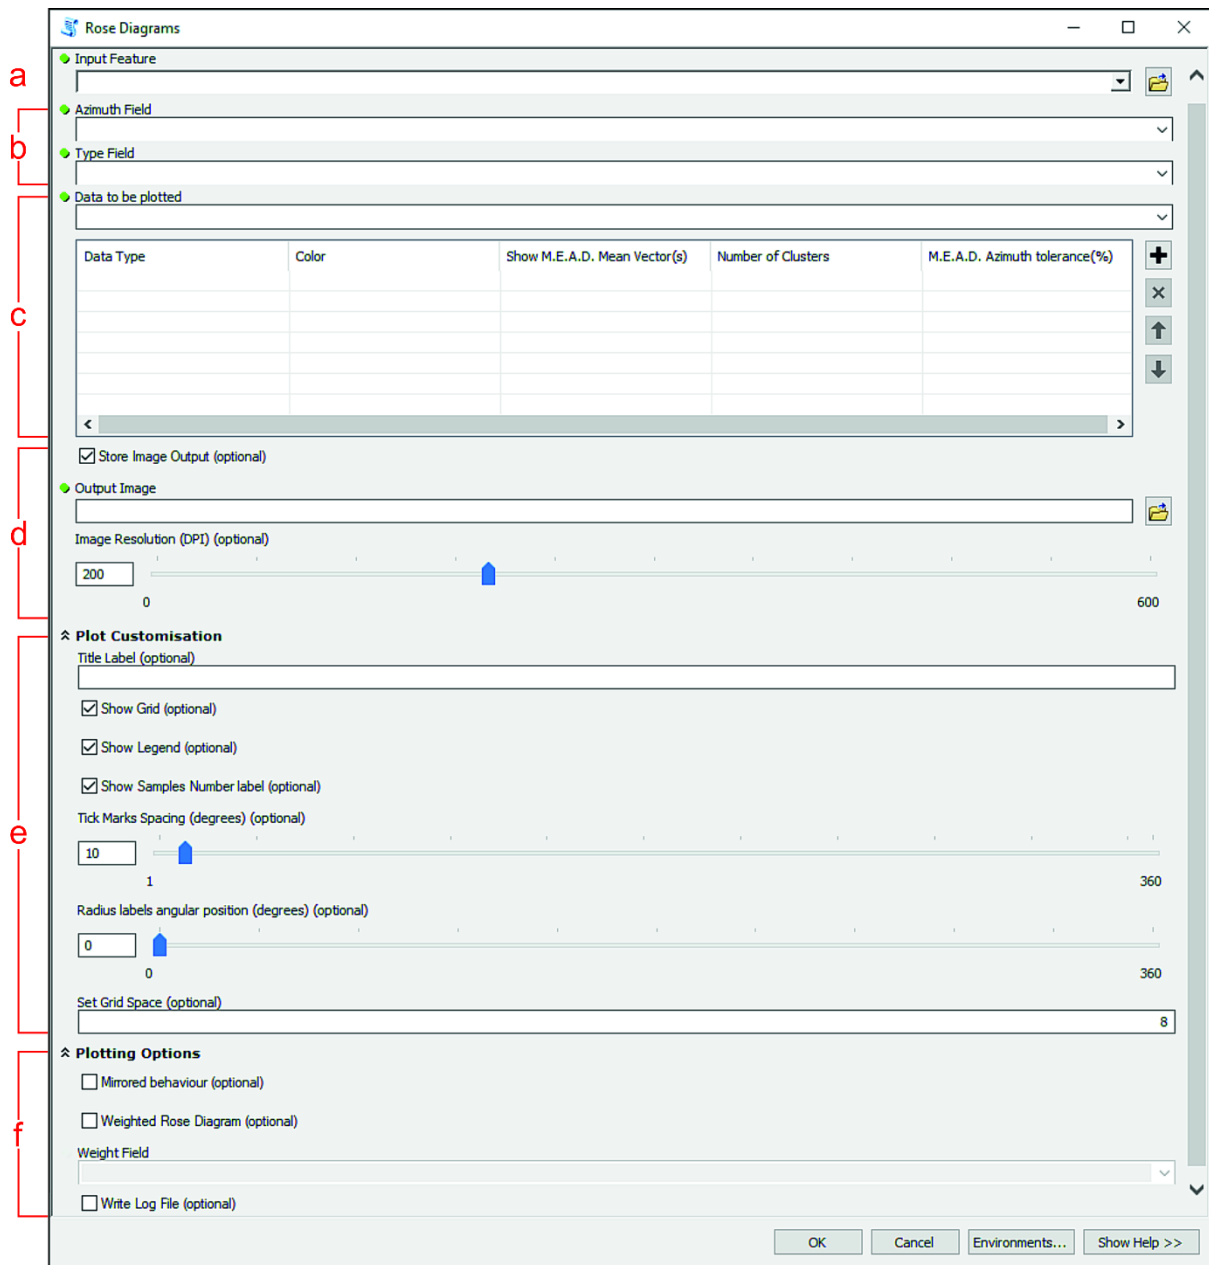 Rose Diagrams
a
Input Feature
b
Azimuth Field
Type Field
c
Data to be plotted
Data Type Color Show M.E.A.D. Mean Vector(s) Number of Clusters M.E.A.D. Azimuth tolerance(%)
d
Store Image Output (optional)
Output Image
Image Resolution (DPI) (optional)
200
0 600
e
Plot Customisation
Title Label (optional)
Show Grid (optional)
Show Legend (optional)
Show Samples Number label (optional)
Tick Marks Spacing (degrees) (optional)
10
1 360
Radius labels angular position (degrees) (optional)
0
0 360
Set Grid Space (optional)
8
f
Plotting Options
Mirrored behaviour (optional)
Weighted Rose Diagram (optional)
Weight Field
Write Log File (optional)
OK Cancel Environments... Show Help >>